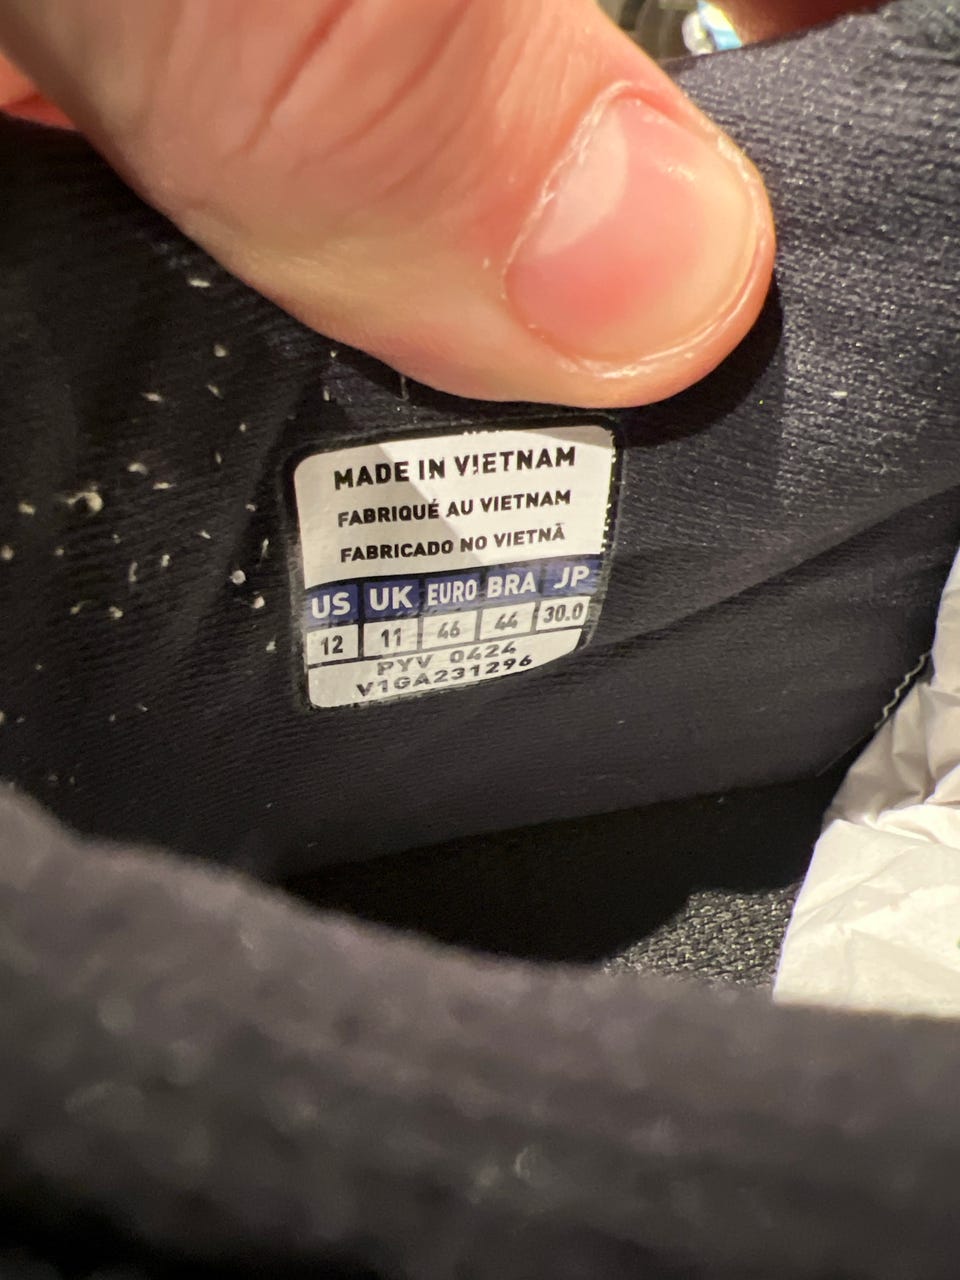 MADE IN VIETNAM
FABRIQUÉ AU VIETNAM
FABRICADO NO VIETNÃ
US UK EURO BRA JP
12 11 46 44 30.0
PYV 0424
V1GA231296